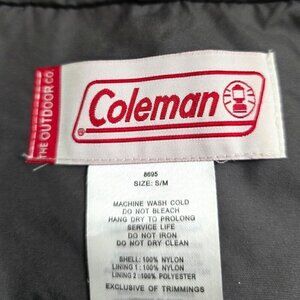 THE OUTDOOR CO.
Coleman
8695
SIZE: S/M
MACHINE WASH COLD
DO NOT BLEACH
HANG DRY TO PROLONG
SERVICE LIFE
DO NOT IRON
DO NOT DRY CLEAN
SHELL: 100% NYLON
LINING 1: 100% NYLON
LINING 2: 100% POLYESTER
EXCLUSIVE OF TRIMMINGS